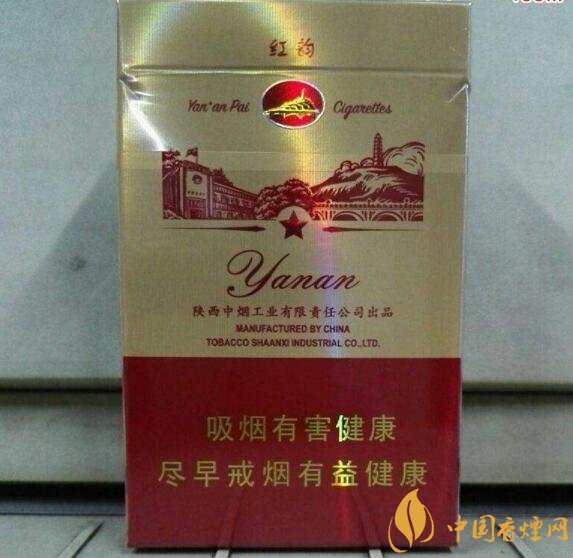 红韵
Yan'an Pai Cigarettes
Yanan
陕西中烟工业有限责任公司出品
MANUFACTURED BY CHINA
TOBACCO SHAANXI INDUSTRIAL CO.,LTD.
吸烟有害健康
尽早戒烟有益健康
中国香烟网